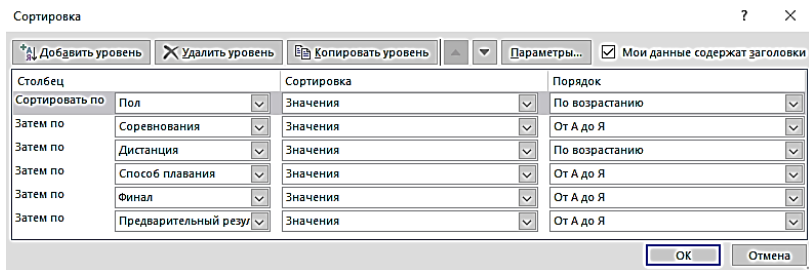 Сортировка ? ×
Добавить уровень Удалить уровень Копировать уровень Параметры... Мои данные содержат заголовки
Столбец Сортировка Порядок
Сортировать по Пол Значения По возрастанию
Затем по Соревнования Значения От А до Я
Затем по Дистанция Значения По возрастанию
Затем по Способ плавания Значения От А до Я
Затем по Финал Значения От А до Я
Затем по Предварительный резул Значения От А до Я
ОК Отмена